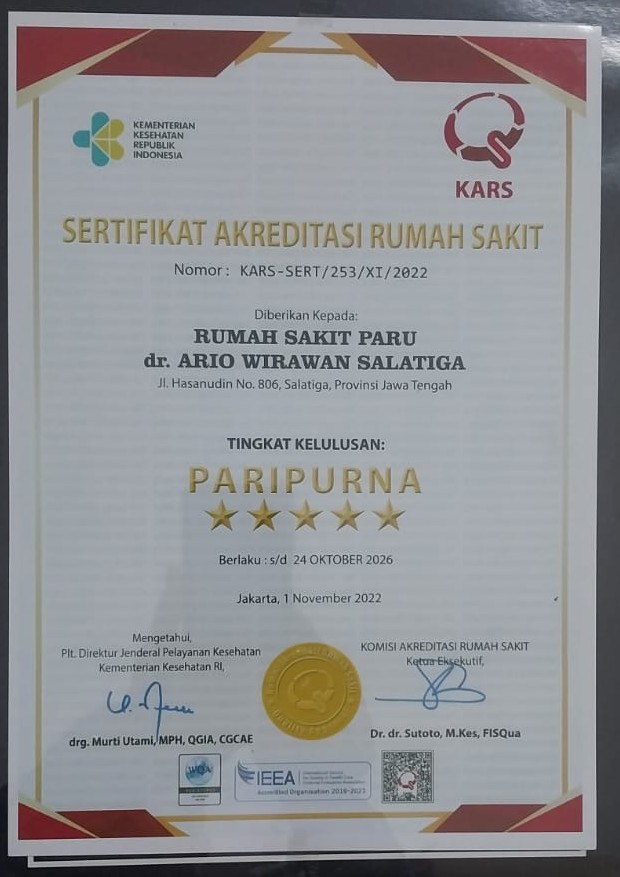 KEMENTERIAN
KESEHATAN
REPUBLIK
INDONESIA
KARS
SERTIFIKAT AKREDITASI RUMAH SAKIT
Nomor : KARS-SERT/253/XI/2022
Diberikan Kepada:
RUMAH SAKIT PARU
dr. ARIO WIRAWAN SALATIGA
Jl. Hasanudin No. 806, Salatiga, Provinsi Jawa Tengah
TINGKAT KELULUSAN:
PARIPURNA
Berlaku : s/d 24 OKTOBER 2026
Jakarta, 1 November 2022
Mengetahui,
Plt. Direktur Jenderal Pelayanan Kesehatan
Kementerian Kesehatan RI,
drg. Murti Utami, MPH, QGIA, CGCAE
KOMISI AKREDITASI RUMAH SAKIT
Ketua Eksekutif,
Dr. dr. Sutoto, M.Kes, FISQua
IEEA
Accredited Organisation
KARS